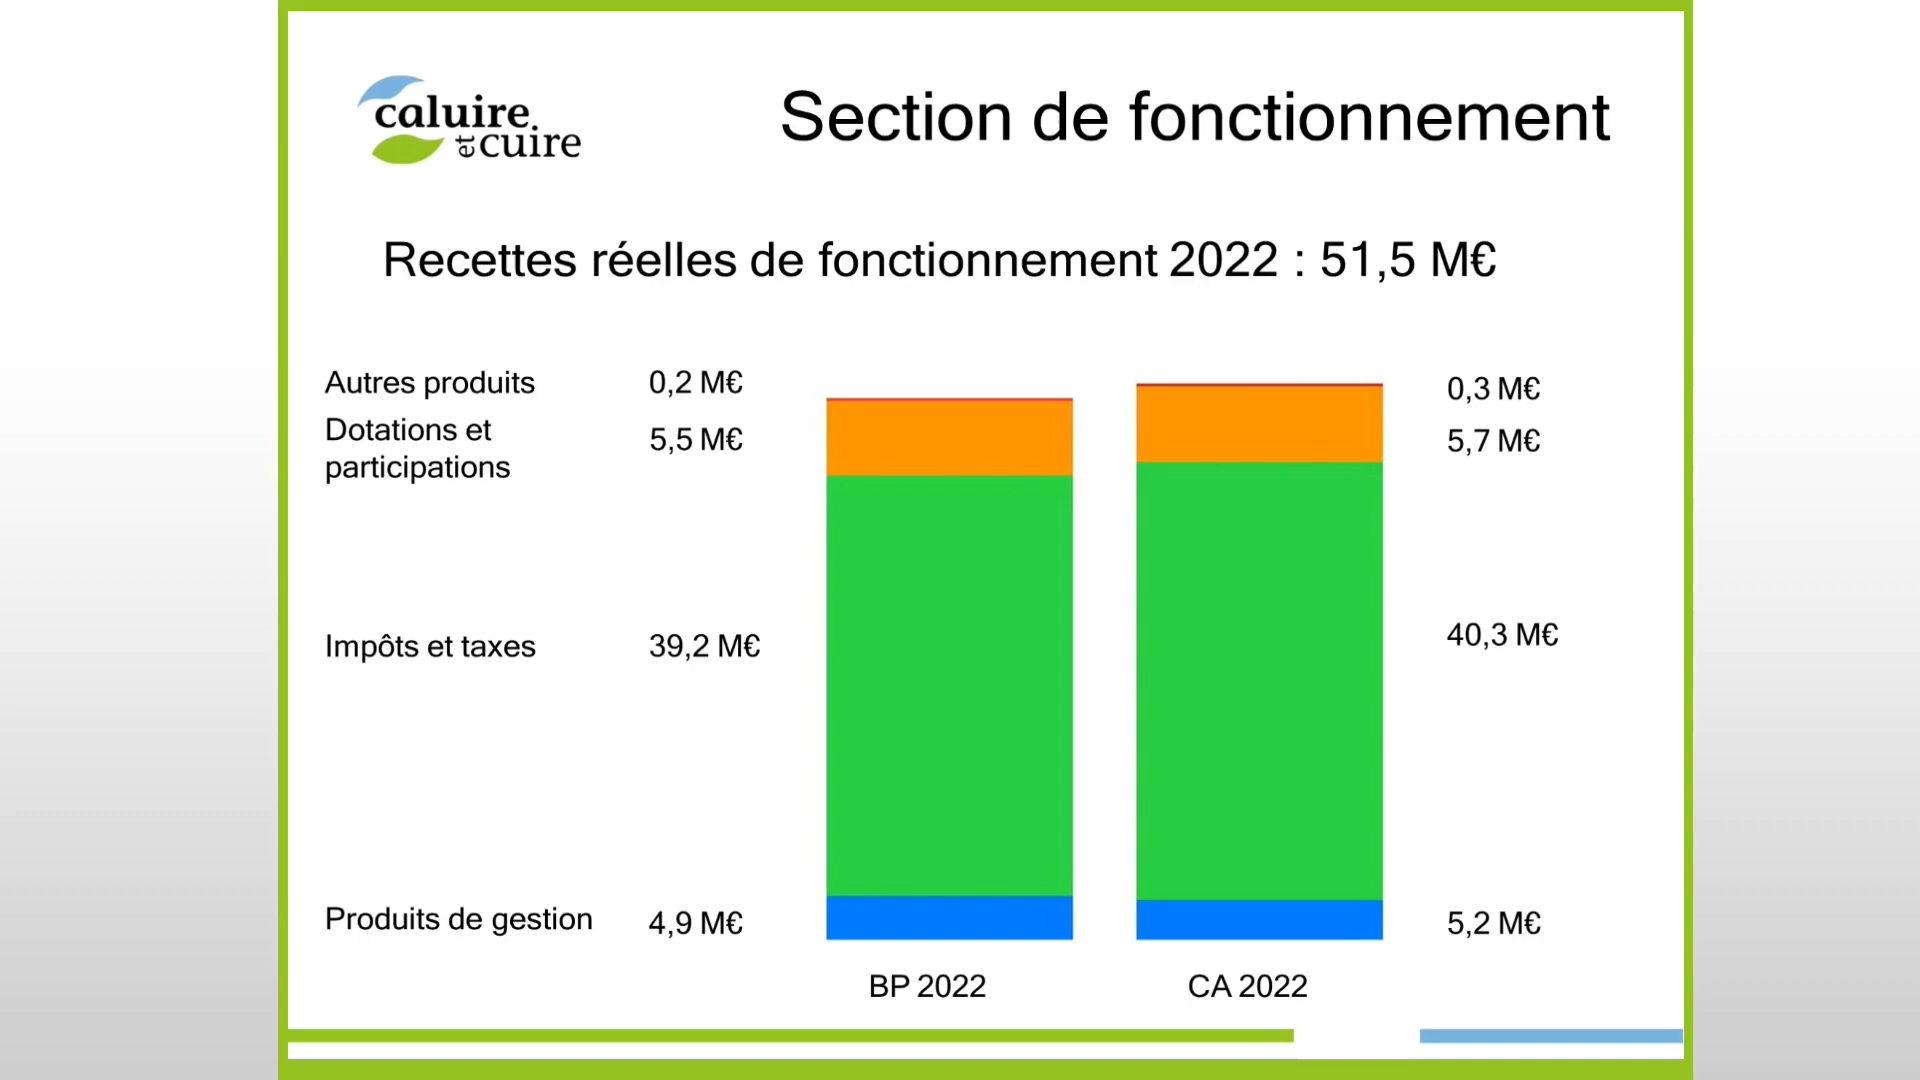 caluire
et cuire
Section de fonctionnement
Recettes réelles de fonctionnement 2022 : 51,5 M€
Autres produits 0,2 M€ 0,3 M€
Dotations et
participations 5,5 M€ 5,7 M€
Impôts et taxes 39,2 M€ 40,3 M€
Produits de gestion 4,9 M€ 5,2 M€
BP 2022 CA 2022